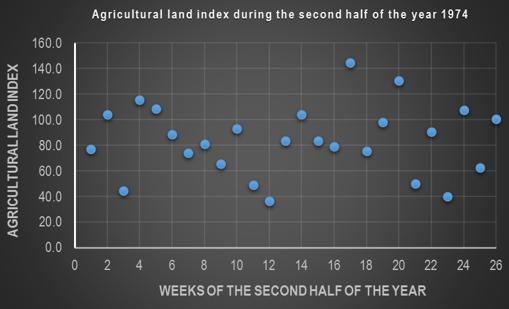 Agricultural land index during the second half of the year 1974
160.0
140.0
120.0
100.0
80.0
60.0
40.0
20.0
0.0
AGRICULTURAL LAND INDEX
0 2 4 6 8 10 12 14 16 18 20 22 24 26
WEEKS OF THE SECOND HALF OF THE YEAR